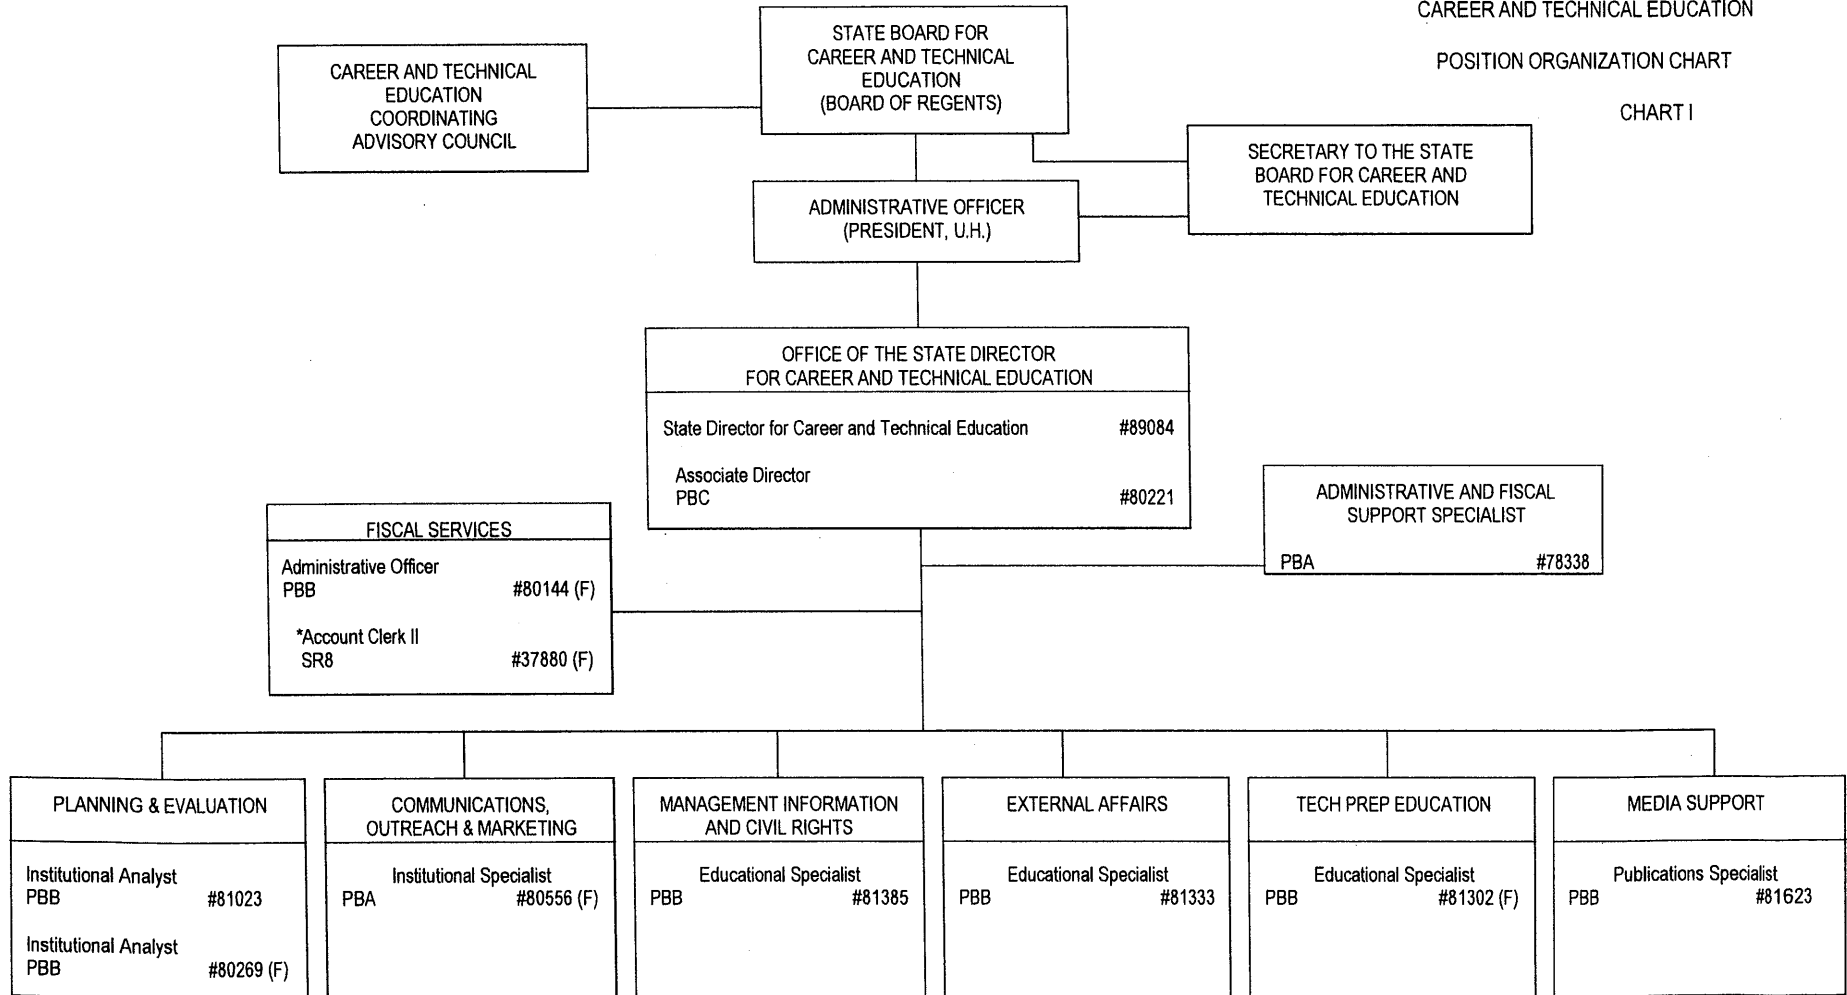 CAREER AND TECHNICAL EDUCATION
POSITION ORGANIZATION CHART
CHART I
STATE BOARD FOR
CAREER AND TECHNICAL
EDUCATION
(BOARD OF REGENTS)
CAREER AND TECHNICAL
EDUCATION
COORDINATING
ADVISORY COUNCIL
SECRETARY TO THE STATE
BOARD FOR CAREER AND
TECHNICAL EDUCATION
ADMINISTRATIVE OFFICER
(PRESIDENT, U.H.)
OFFICE OF THE STATE DIRECTOR
FOR CAREER AND TECHNICAL EDUCATION
State Director for Career and Technical Education #89084
Associate Director
PBC #80221
ADMINISTRATIVE AND FISCAL
SUPPORT SPECIALIST
PBA #78338
FISCAL SERVICES
Administrative Officer
PBB #80144 (F)
*Account Clerk II
SR8 #37880 (F)
PLANNING & EVALUATION
Institutional Analyst
PBB #81023
Institutional Analyst
PBB #80269 (F)
COMMUNICATIONS,
OUTREACH & MARKETING
Institutional Specialist
PBA #80556 (F)
MANAGEMENT INFORMATION
AND CIVIL RIGHTS
Educational Specialist
PBB #81385
EXTERNAL AFFAIRS
Educational Specialist
PBB #81333
TECH PREP EDUCATION
Educational Specialist
PBB #81302 (F)
MEDIA SUPPORT
Publications Specialist
PBB #81623